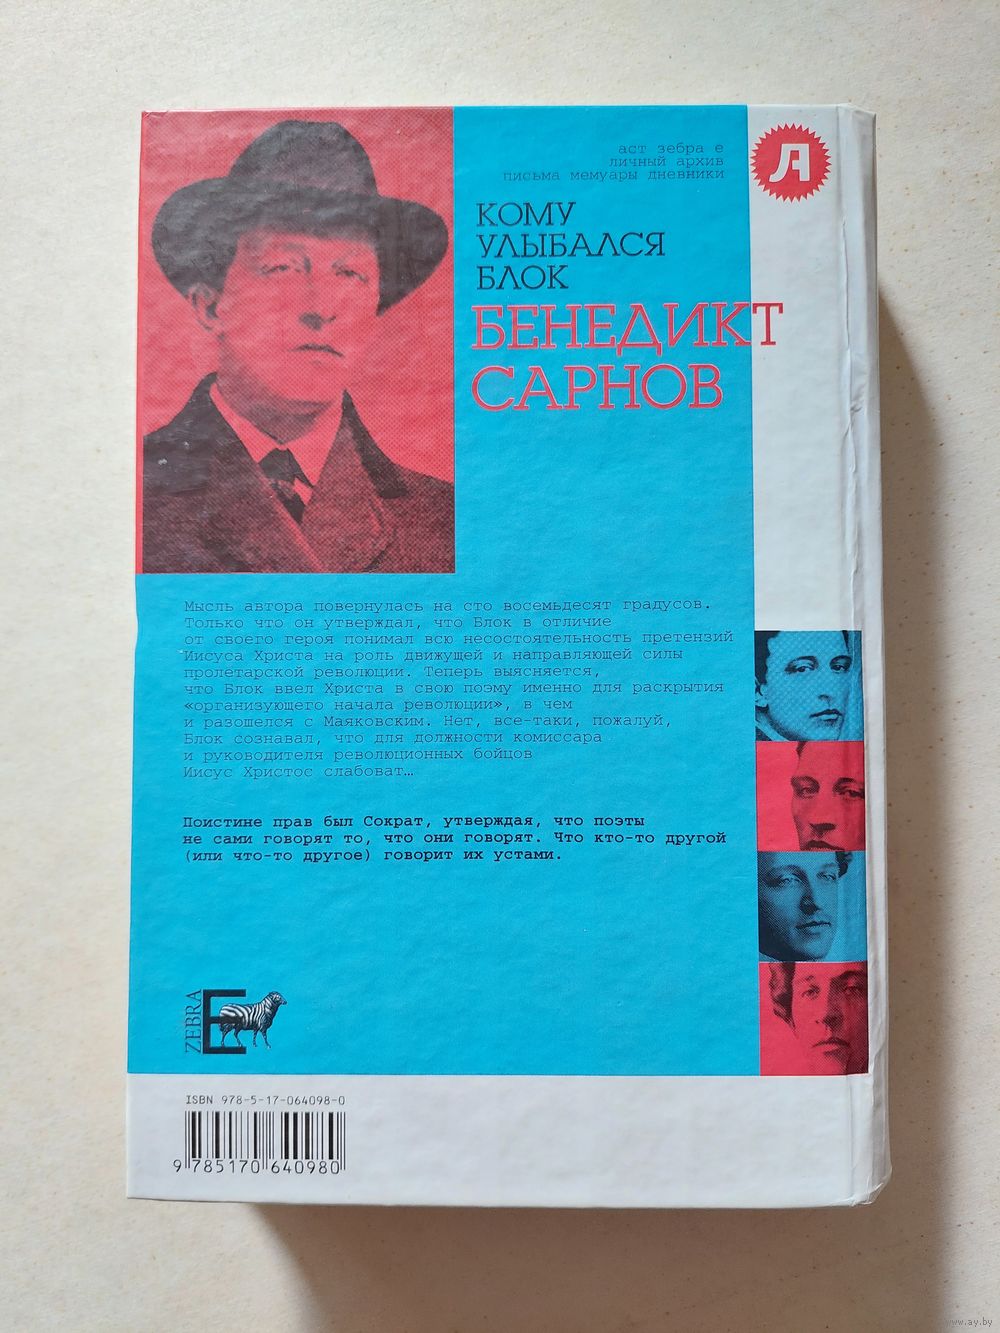 аст зебра е
личный архив
письма мемуары дневники
ЛА
КОМУ
УЛЫБАЛСЯ
БЛОК
БЕНЕДИКТ
САРНОВ
Мысль автора повернулась на сто восемьдесят градусов.
Только что он утверждал, что Блок в отличие
от своего героя понимал всю несостоятельность претензий
Иисуса Христа на роль движущей и направляющей силы
пролетарской революции. Теперь выясняется,
что Блок ввел Христа в свою поэму именно для раскрытия
«организующего начала революции», в чем
и разошелся с Маяковским. Нет, все-таки, пожалуй,
Блок сознавал, что для должности комиссара
и руководителя революционных бойцов
Иисус Христос слабоват…
Поистине прав был Сократ, утверждая, что поэты
не сами говорят то, что они говорят. Что кто-то другой
(или что-то другое) говорит их устами.
ZEBRA E
ISBN 978-5-17-064098-0
9 785170 640980
www.ay.by